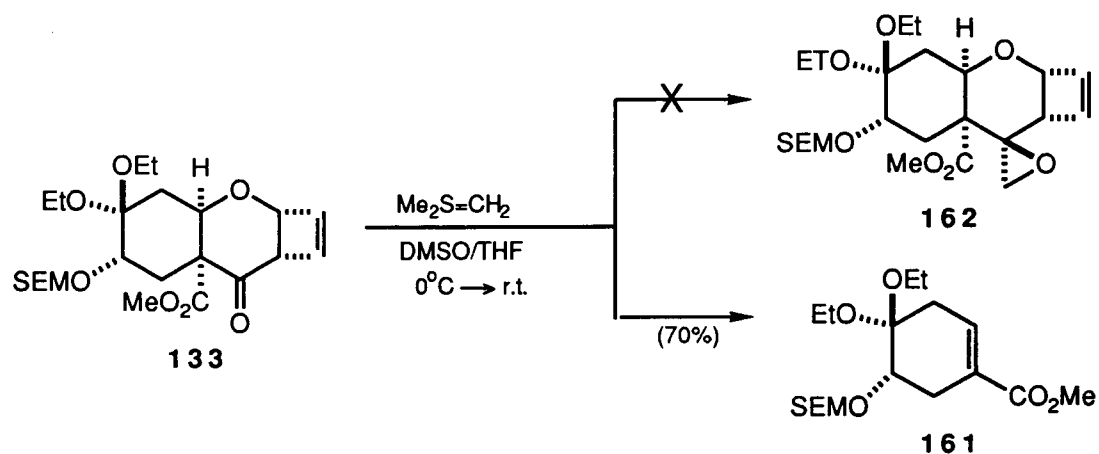 OEt
H
ETO
O
SEMO
MeO₂C
O
162
OEt
H
EtO
O
SEMO
MeO₂C
O
133
Me₂S=CH₂
DMSO/THF
0°C → r.t.
X
(70%)
OEt
EtO
SEMO
CO₂Me
161